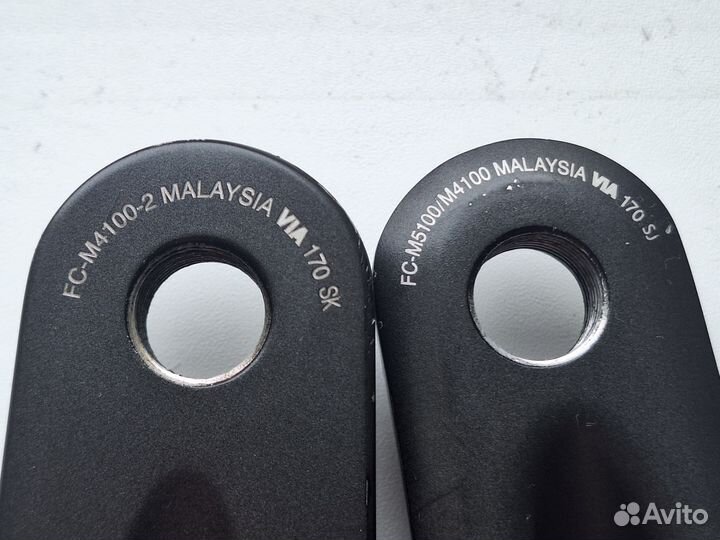 FC-M4100-2 MALAYSIA VIA 170 SK
FC-M5100/M4100 MALAYSIA VIA 170 SJ
Avito